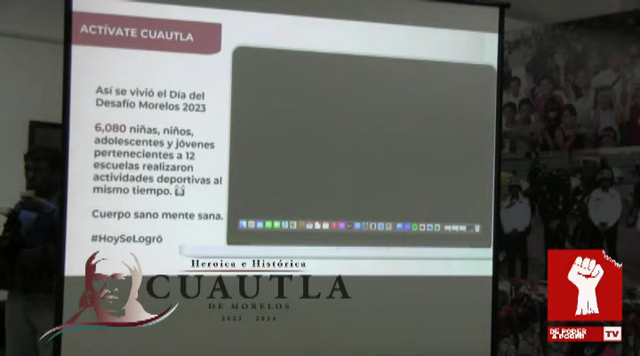 ACTÍVATE CUAUTLA
Así se vivió el Día del
Desafío Morelos 2023
6,080 niñas, niños,
adolescentes y jóvenes
pertenecientes a 12
escuelas realizaron
actividades deportivas al
mismo tiempo.
Cuerpo sano mente sana.
#HoySeLogró
Heroica e Histórica
CUAUTLA
DE MORELOS
2022 2024
DE PODER
A PODER
TV